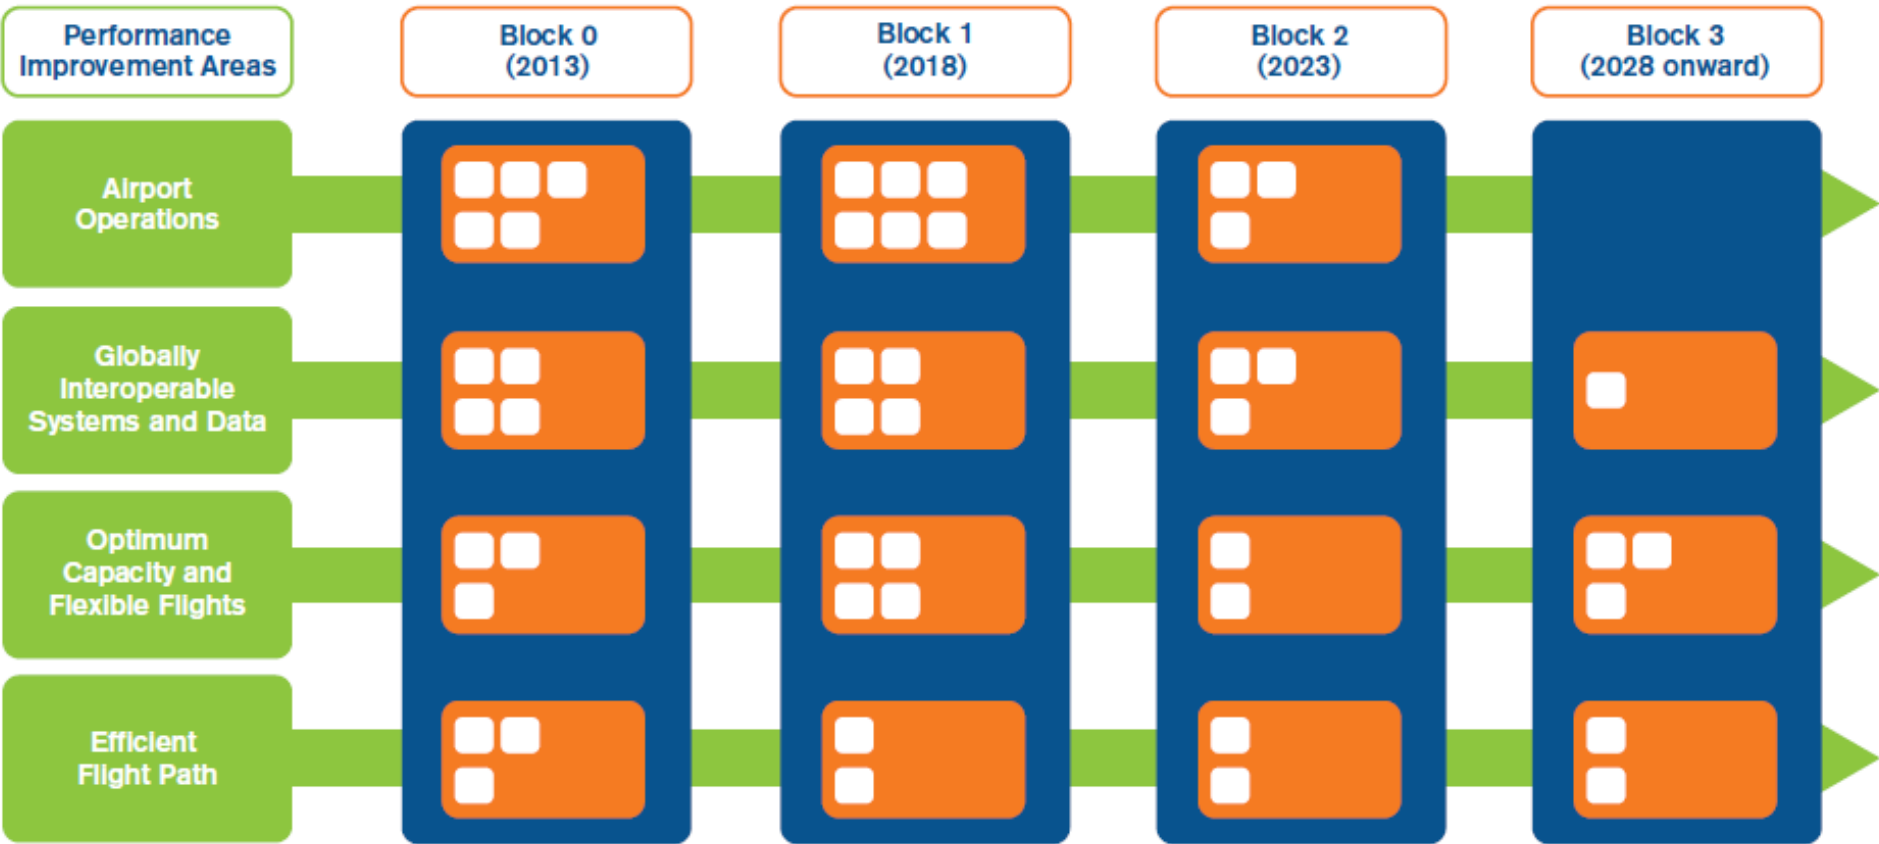 Performance
Improvement Areas
Block 0
(2013)
Block 1
(2018)
Block 2
(2023)
Block 3
(2028 onward)
Airport
Operations
Globally
Interoperable
Systems and Data
Optimum
Capacity and
Flexible Flights
Efficient
Flight Path